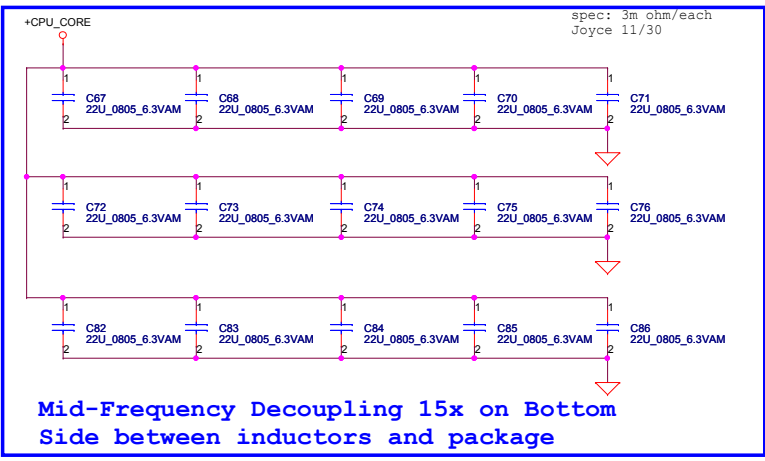 +CPU_CORE
spec: 3m ohm/each
Joyce 11/30
1 1 1 1 1
C67 C68 C69 C70 C71
22U_0805_6.3VAM 22U_0805_6.3VAM 22U_0805_6.3VAM 22U_0805_6.3VAM 22U_0805_6.3VAM
2 2 2 2 2
1 1 1 1 1
C72 C73 C74 C75 C76
22U_0805_6.3VAM 22U_0805_6.3VAM 22U_0805_6.3VAM 22U_0805_6.3VAM 22U_0805_6.3VAM
2 2 2 2 2
1 1 1 1 1
C82 C83 C84 C85 C86
22U_0805_6.3VAM 22U_0805_6.3VAM 22U_0805_6.3VAM 22U_0805_6.3VAM 22U_0805_6.3VAM
2 2 2 2 2
Mid-Frequency Decoupling 15x on Bottom
Side between inductors and package